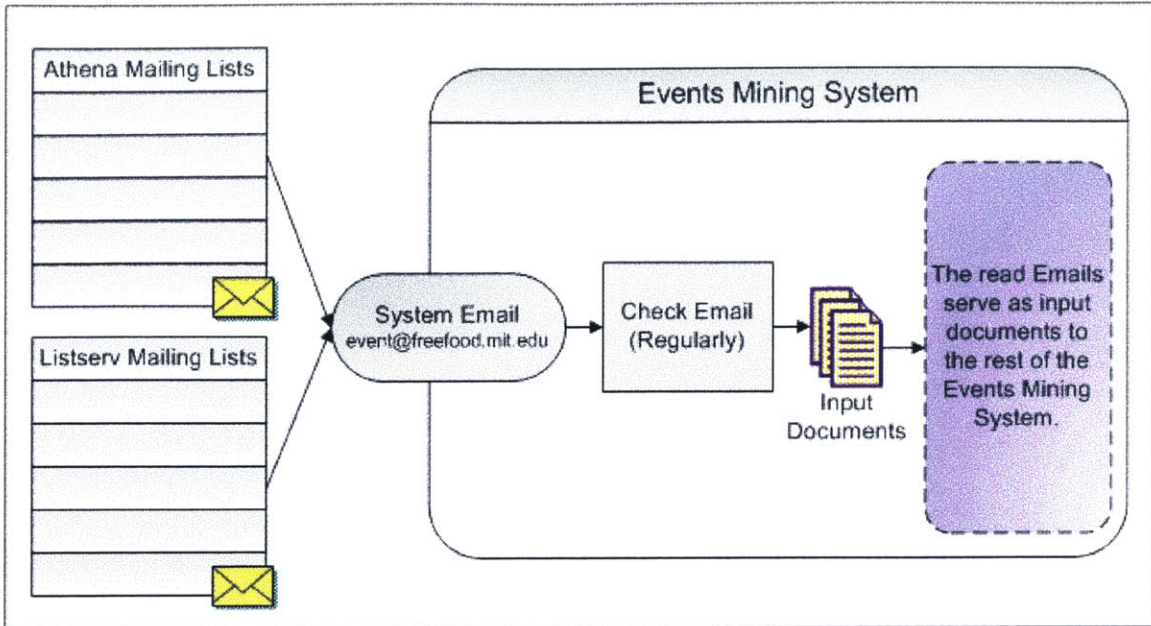 Athena Mailing Lists
Listserv Mailing Lists
Events Mining System
System Email
event@freefood.mit.edu
Check Email
(Regularly)
Input
Documents
The read Emails
serve as input
documents to
the rest of the
Events Mining
System.